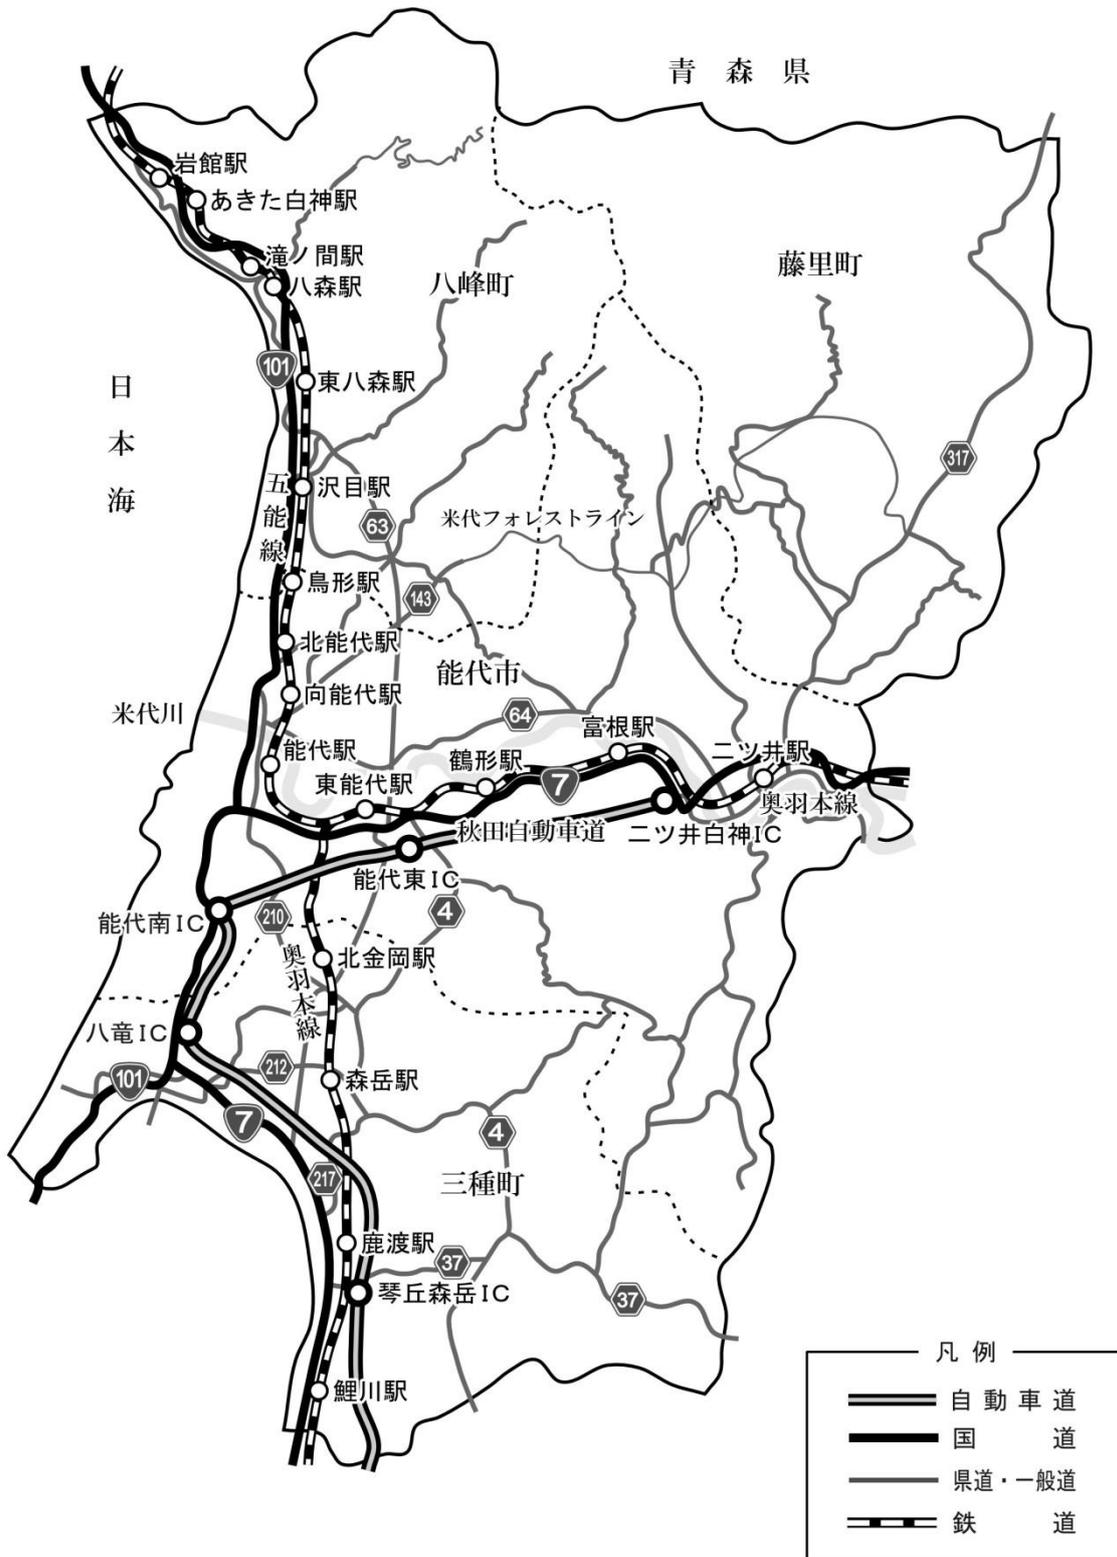 青森県
岩館駅
あきた白神駅
滝ノ間駅
八森駅
八峰町
藤里町
日本海
101
東八森駅
317
五能線
沢目駅
63
米代フォレストライン
鳥形駅
143
北能代駅
能代市
向能代駅
米代川
64
富根駅
二ツ井駅
能代駅
鶴形駅
東能代駅
7
奥羽本線
秋田自動車道
二ツ井白神IC
能代東IC
能代南IC
210
4
奥羽本線
北金岡駅
八竜IC
101
212
森岳駅
7
4
217
三種町
鹿渡駅
37
琴丘森岳IC
37
鯉川駅
凡例
自動車道
国道
県道・一般道
鉄道